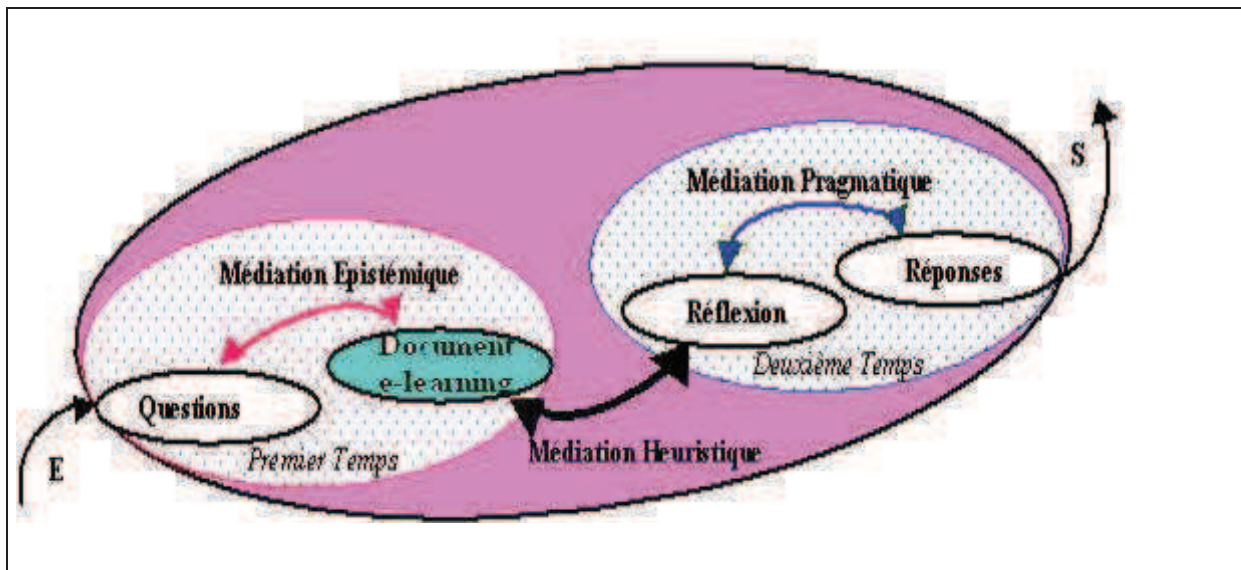 S
Médiation Pragmatique
Réponses
Réflexion
Deuxième Temps
Médiation Epistémique
Document
e-learning
Questions
Premier Temps
Médiation Heuristique
E